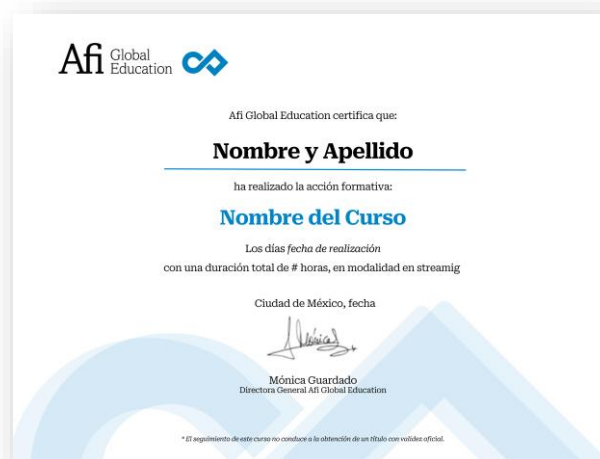 Afi Global
Education
Afi Global Education certifica que:
Nombre y Apellido
ha realizado la acción formativa:
Nombre del Curso
Los días fecha de realización
con una duración total de # horas, en modalidad en streamig
Ciudad de México, fecha
Mónica
Mónica Guardado
Directora General Afi Global Education
* El seguimiento de este curso no conduce a la obtención de un título con validez oficial.